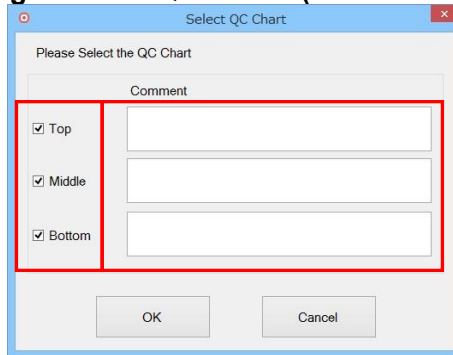 Select QC Chart
Please Select the QC Chart
Comment
Top
Middle
Bottom
OK Cancel